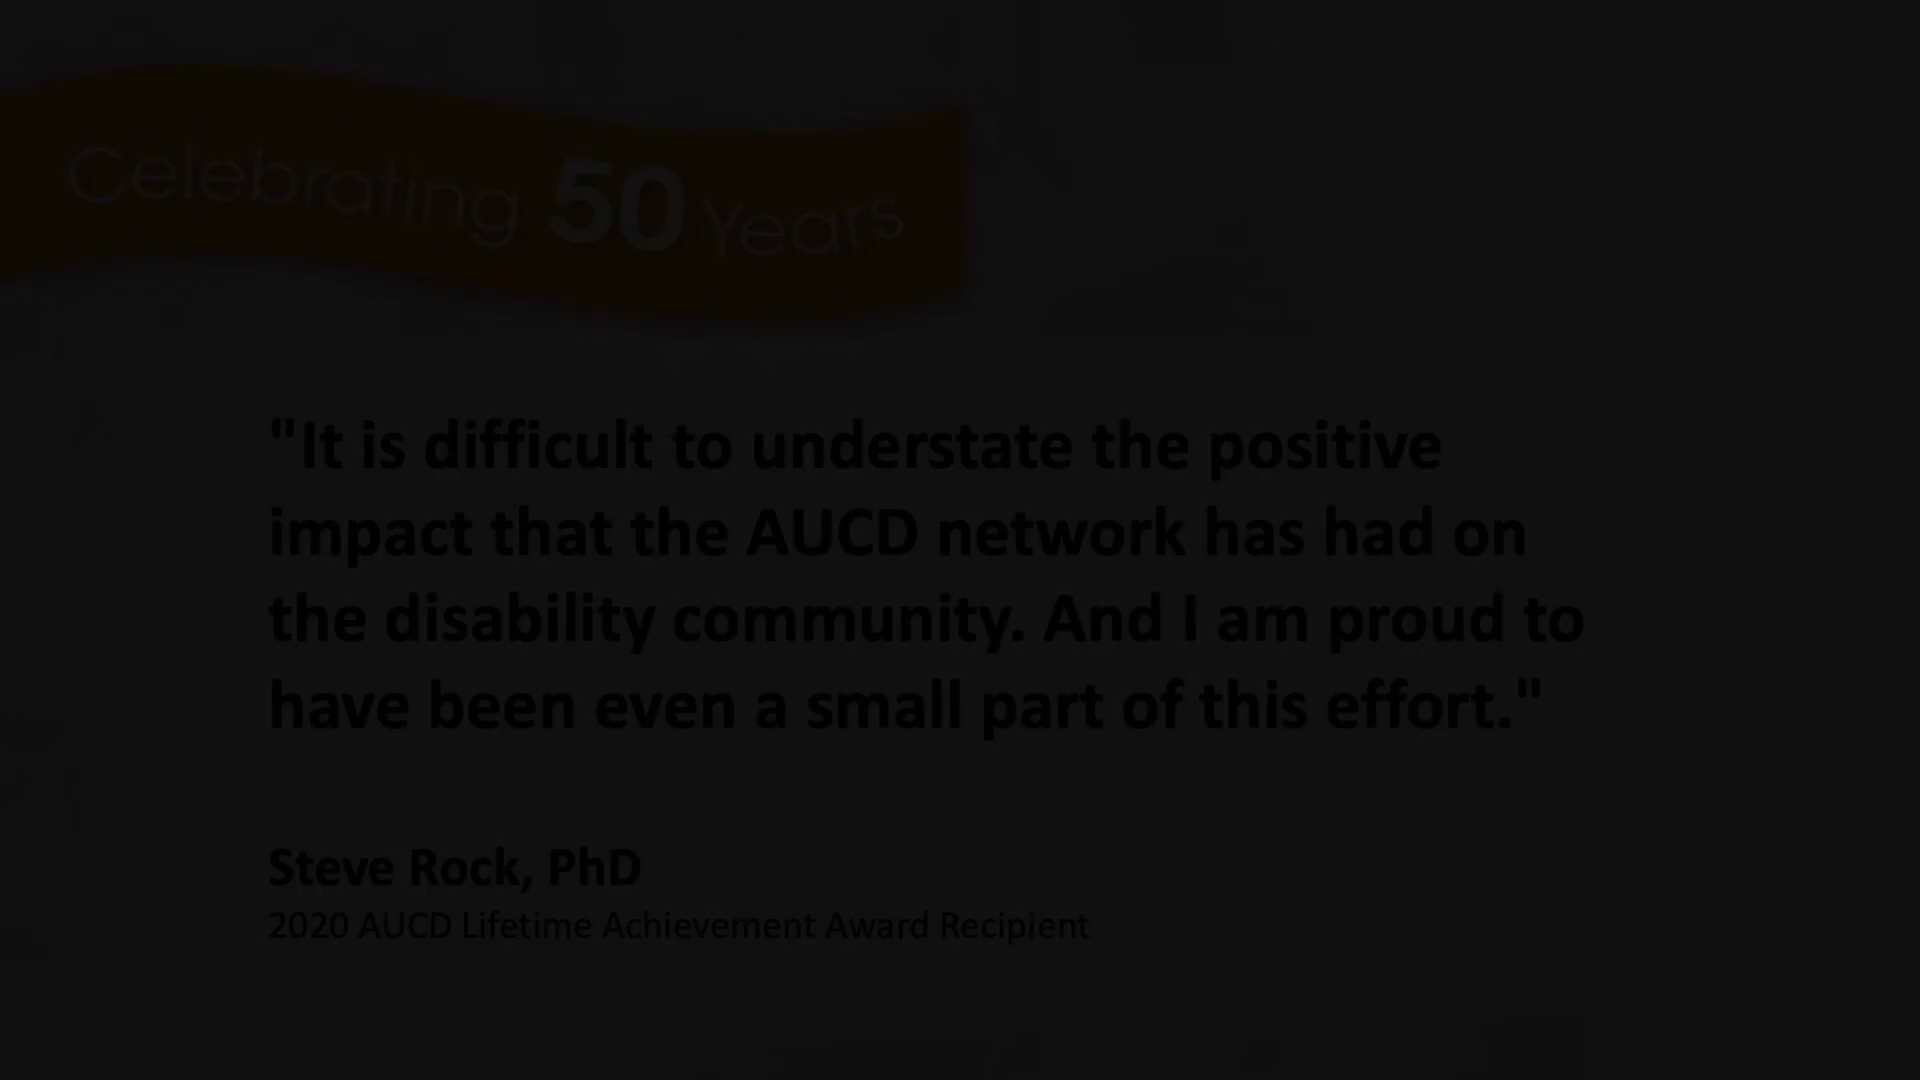 Celebrating 50 Years
"It is difficult to understate the positive
impact that the AUCD network has had on
the disability community. And I am proud to
have been even a small part of this effort."
Steve Rock, PhD
2020 AUCD Lifetime Achievement Award Recipient